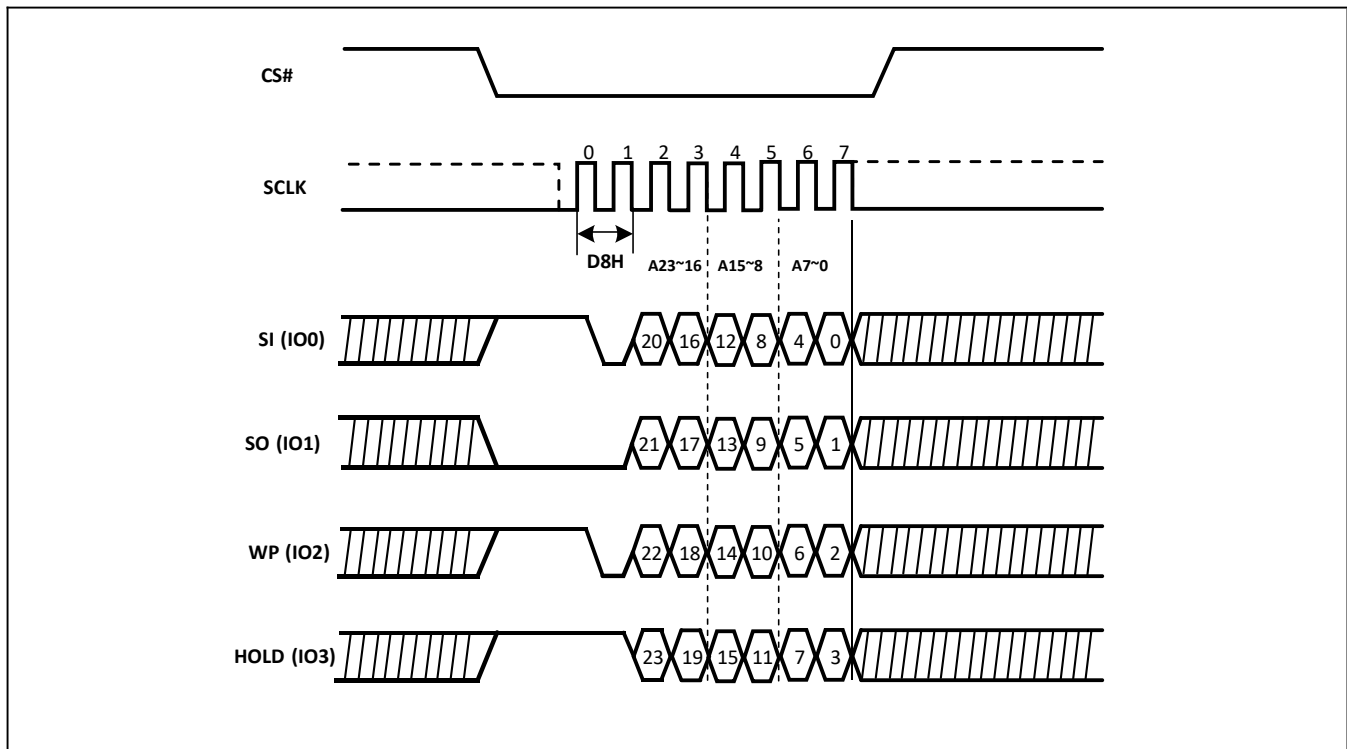 CS#
0 1 2 3 4 5 6 7
SCLK
D8H A23~16 A15~8 A7~0
SI (IO0) 20 16 12 8 4 0
SO (IO1) 21 17 13 9 5 1
WP (IO2) 22 18 14 10 6 2
HOLD (IO3) 23 19 15 11 7 3